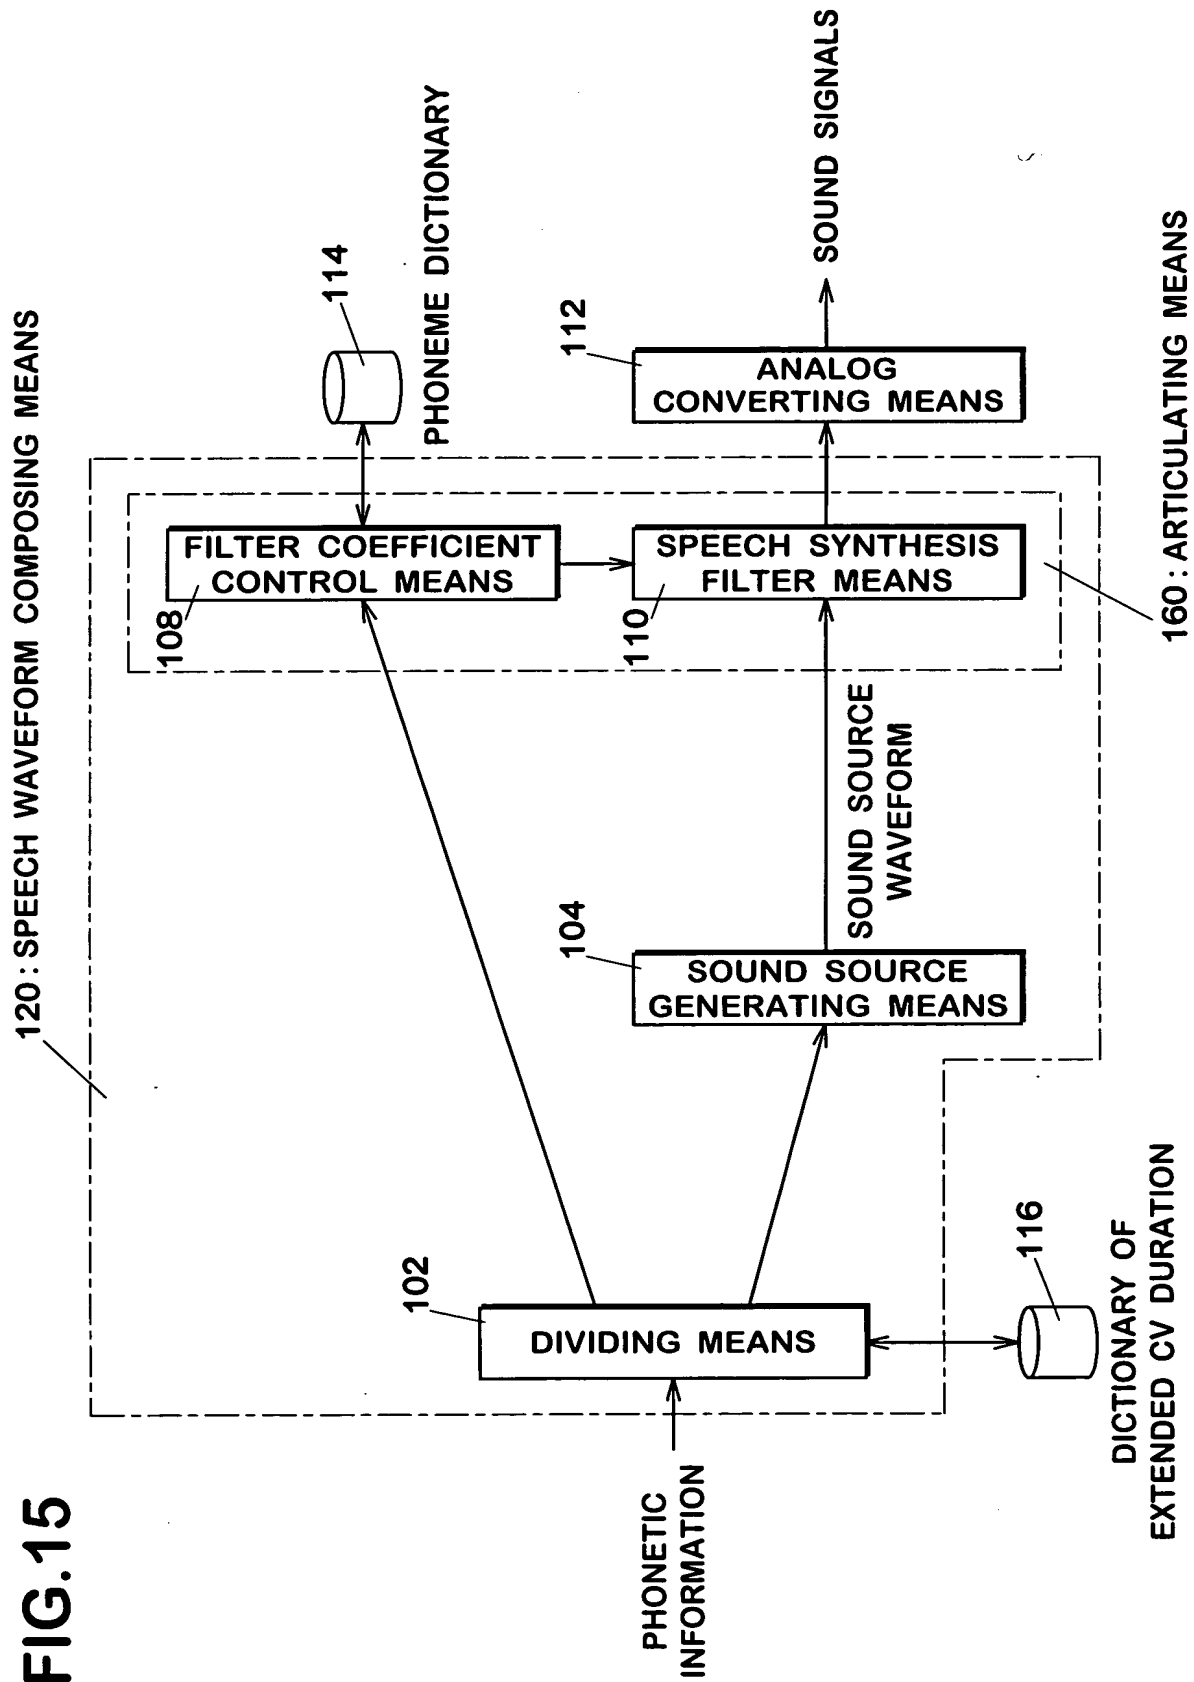 FIG.15
120:SPEECH WAVEFORM COMPOSING MEANS
114
PHONEME DICTIONARY
FILTER COEFFICIENT
CONTROL MEANS
108
SPEECH SYNTHESIS
FILTER MEANS
110
112
ANALOG
CONVERTING MEANS
SOUND SIGNALS
SOUND SOURCE
WAVEFORM
104
SOUND SOURCE
GENERATING MEANS
160:ARTICULATING MEANS
102
DIVIDING MEANS
PHONETIC
INFORMATION
116
DICTIONARY OF
EXTENDED CV DURATION